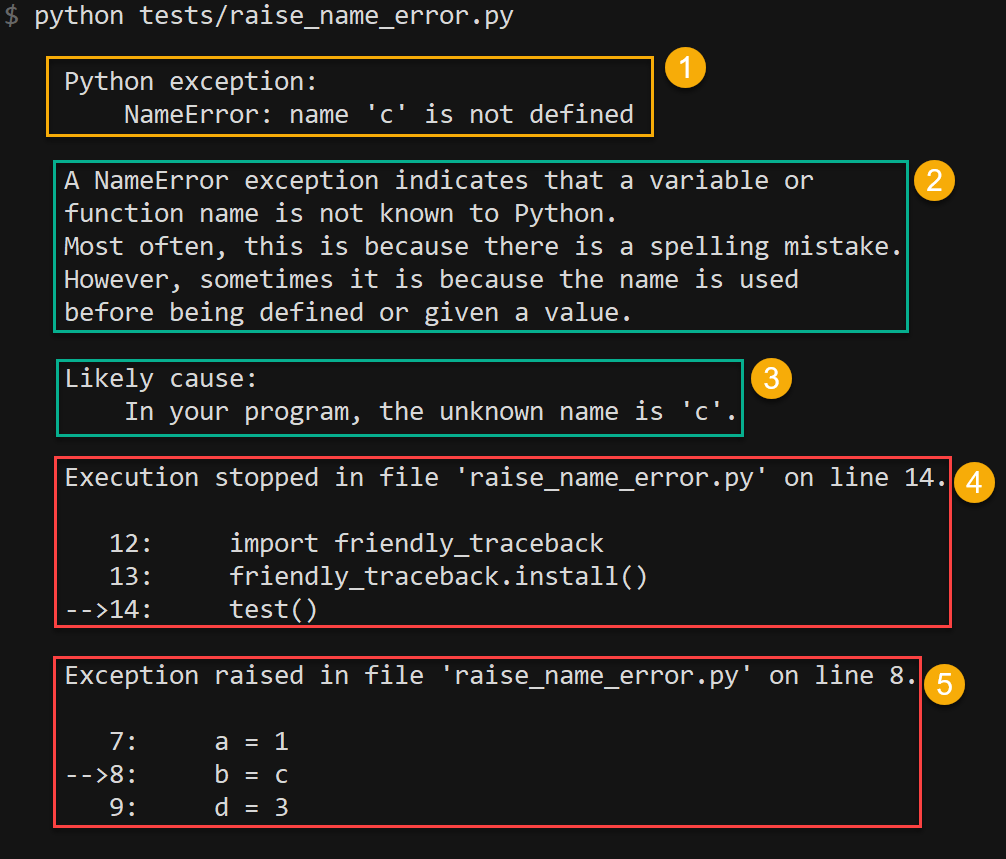 $ python tests/raise_name_error.py
Python exception:
1
NameError: name 'c' is not defined
A NameError exception indicates that a variable or
2
function name is not known to Python.
Most often, this is because there is a spelling mistake.
However, sometimes it is because the name is used
before being defined or given a value.
Likely cause:
3
In your program, the unknown name is 'c'.
Execution stopped in file 'raise_name_error.py' on line 14.
4
12:     import friendly_traceback
13:     friendly_traceback.install()
-->14:     test()
Exception raised in file 'raise_name_error.py' on line 8.
5
7:     a = 1
-->8:     b = c
9:     d = 3